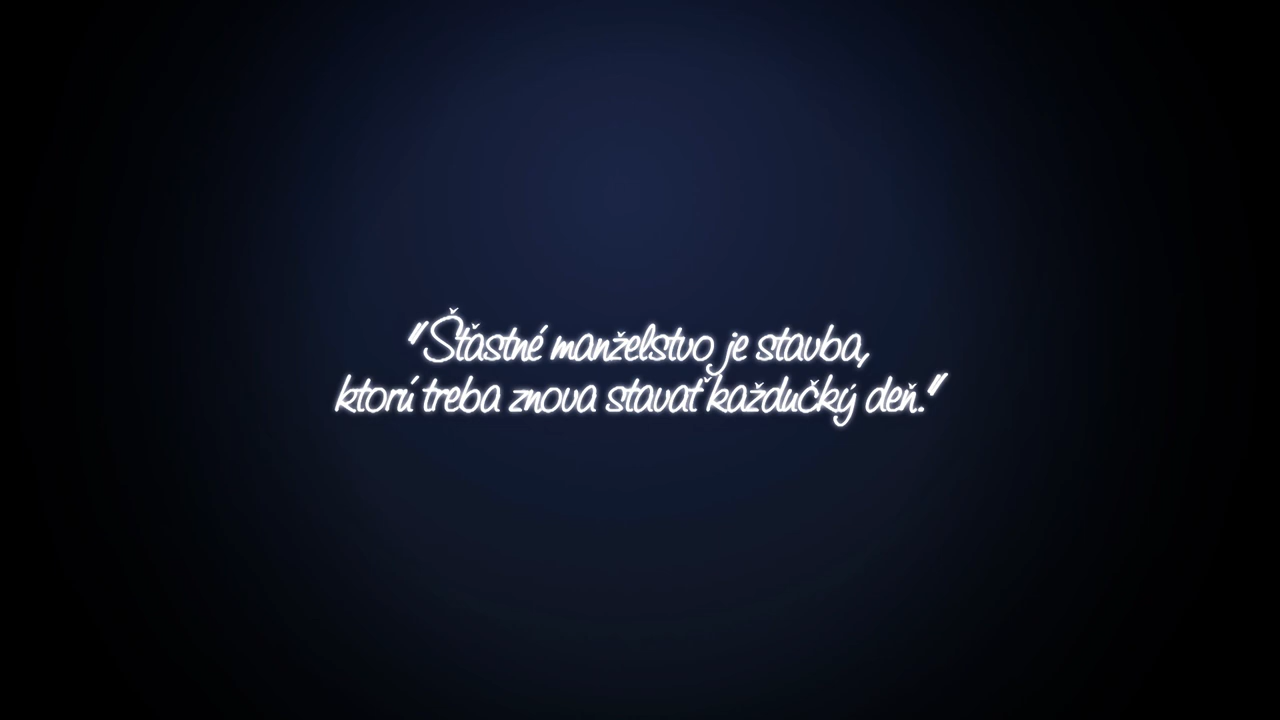 "Šťastné manželstvo je stavba,
ktorú treba znova stavať každučký deň."